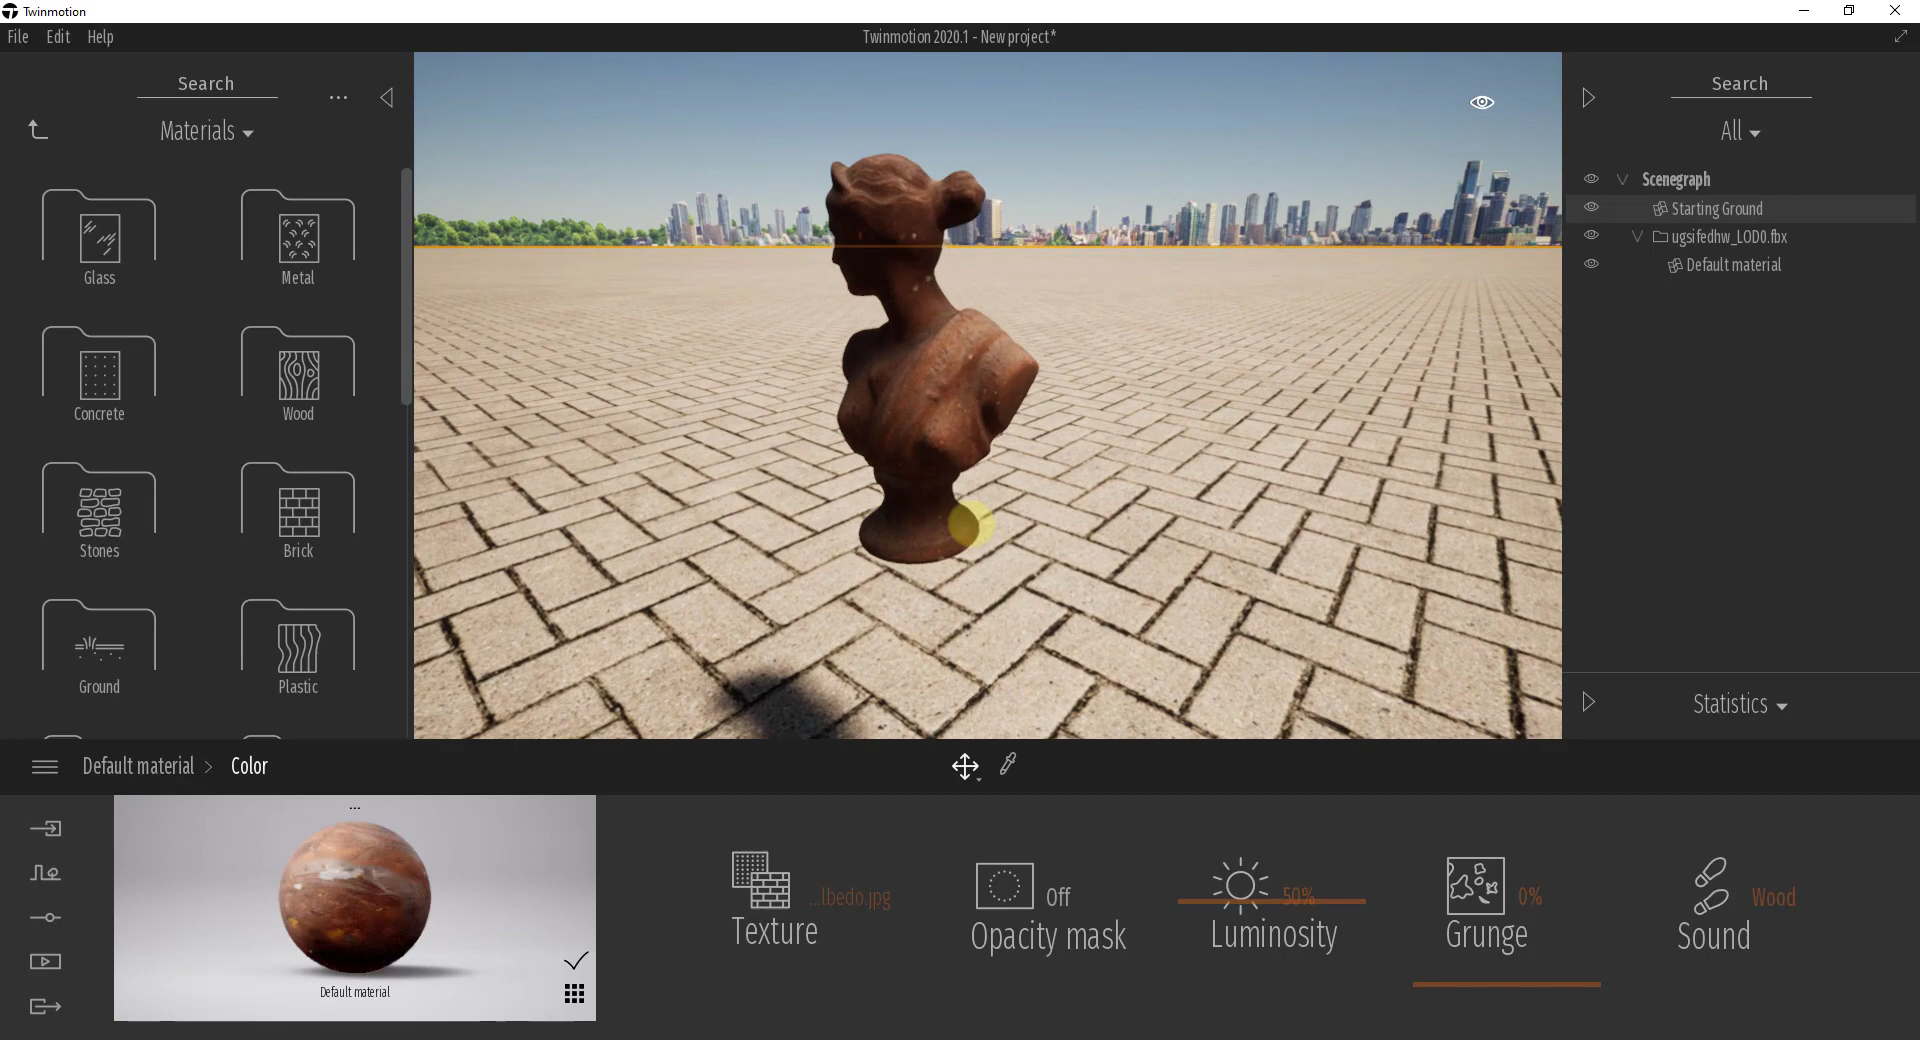 Twinmotion
File Edit Help
Twinmotion 2020.1 - New project*
Search
...
Materials
Glass
Metal
Concrete
Wood
Stones
Brick
Ground
Plastic
Search
All
Scenegraph
Starting Ground
ugsifedhw_LOD0.fbx
Default material
Statistics
Default material > Color
...
Default material
...lbedo.jpg
Texture
Off
Opacity mask
50%
Luminosity
0%
Grunge
Wood
Sound